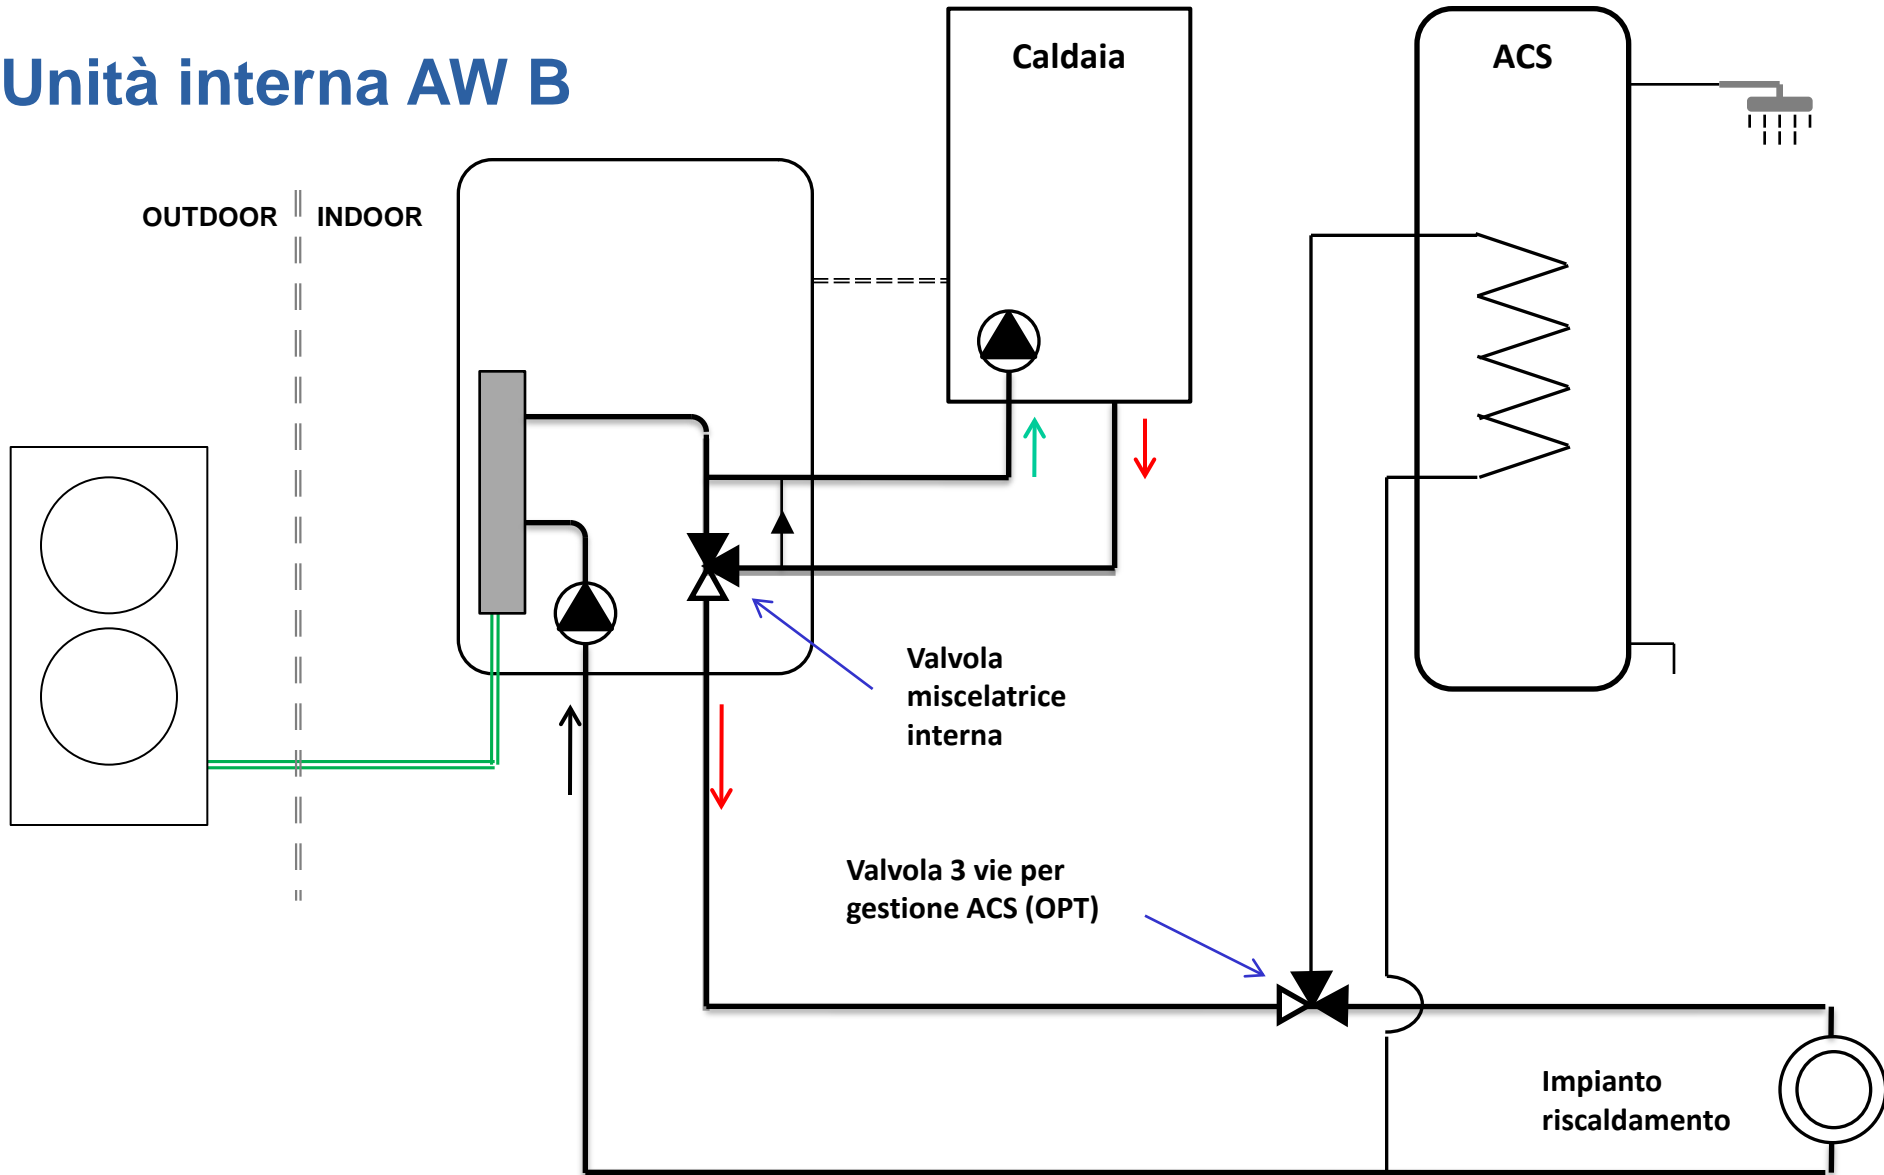 Unità interna AW B
Caldaia
ACS
OUTDOOR
INDOOR
Valvola
miscelatrice
interna
Valvola 3 vie per
gestione ACS (OPT)
Impianto
riscaldamento